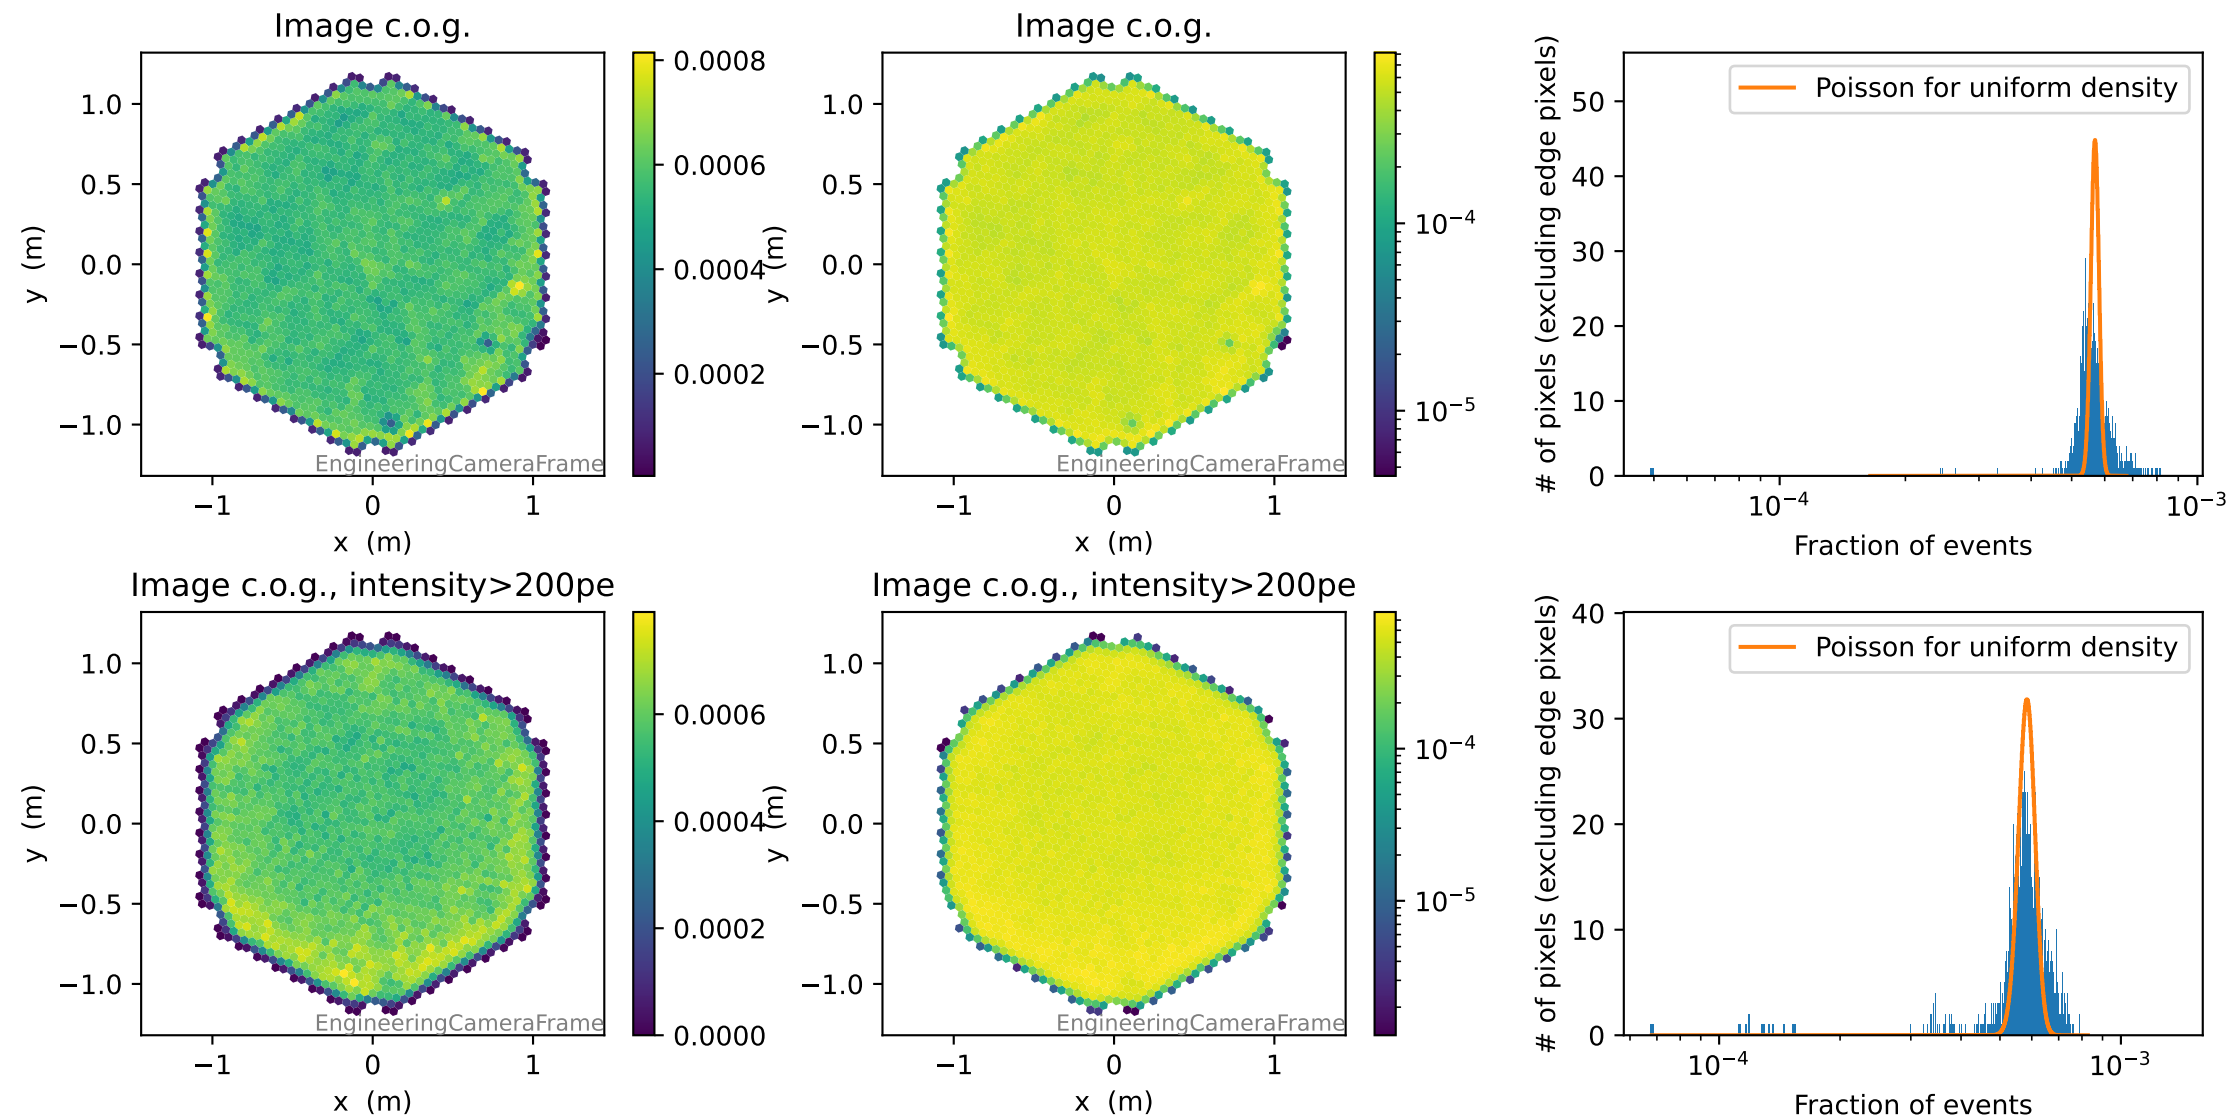 Image c.o.g.
1.0
0.5
0.0
−0.5
−1.0
y (m)
−1
0
1
x (m)
EngineeringCameraFrame
0.0008
0.0006
0.0004
0.0002
Image c.o.g.
1.0
0.5
0.0
−0.5
−1.0
y (m)
−1
0
1
x (m)
EngineeringCameraFrame
10⁻⁴
10⁻⁵
# of pixels (excluding edge pixels)
50
40
30
20
10
0
Poisson for uniform density
10⁻⁴
10⁻³
Fraction of events
Image c.o.g., intensity>200pe
1.0
0.5
0.0
−0.5
−1.0
y (m)
−1
0
1
x (m)
EngineeringCameraFrame
0.0006
0.0004
0.0002
0.0000
Image c.o.g., intensity>200pe
1.0
0.5
0.0
−0.5
−1.0
y (m)
−1
0
1
x (m)
EngineeringCameraFrame
10⁻⁴
10⁻⁵
# of pixels (excluding edge pixels)
40
30
20
10
0
Poisson for uniform density
10⁻⁴
10⁻³
Fraction of events